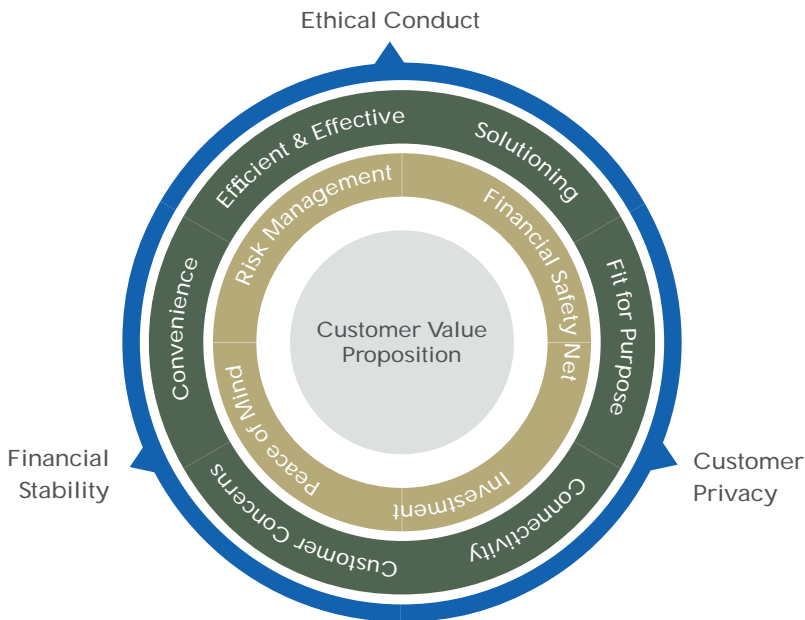 Ethical Conduct
Efficient & Effective
Solutioning
Risk Management
Financial Safety Net
Convenience
Fit for Purpose
Customer Value
Proposition
Peace of Mind
Investment
Customer Concerns
Connectivity
Financial
Stability
Customer
Privacy